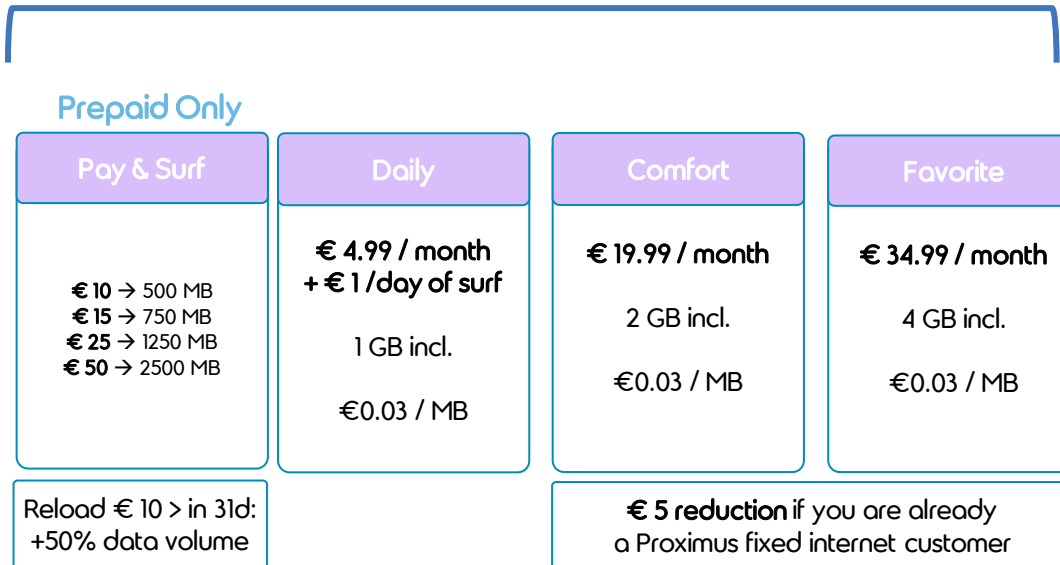 Prepaid Only
Pay & Surf
€ 10 → 500 MB
€ 15 → 750 MB
€ 25 → 1250 MB
€ 50 → 2500 MB
Reload € 10 > in 31d:
+50% data volume
Daily
€ 4.99 / month
+ € 1 /day of surf
1 GB incl.
€0.03 / MB
Comfort
€ 19.99 / month
2 GB incl.
€0.03 / MB
Favorite
€ 34.99 / month
4 GB incl.
€0.03 / MB
€ 5 reduction if you are already
a Proximus fixed internet customer